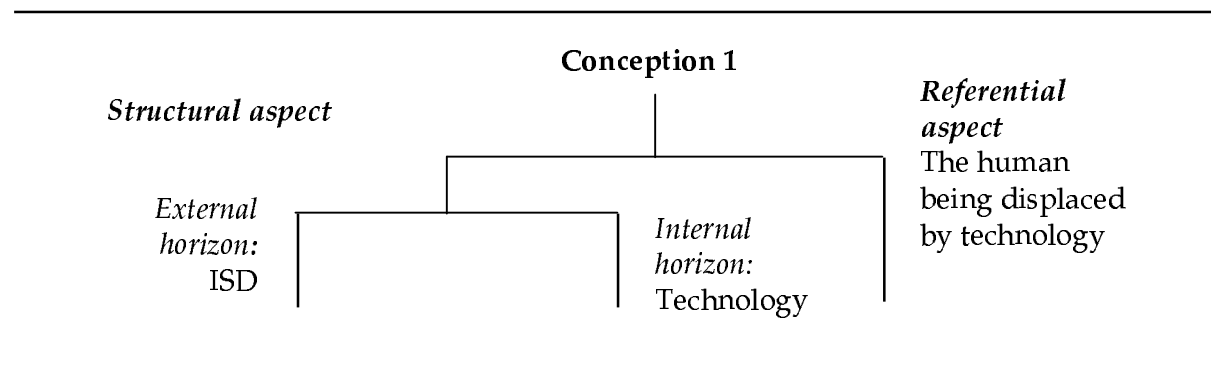 Conception 1
Structural aspect
Referential
aspect
The human
being displaced
by technology
External
horizon:
ISD
Internal
horizon:
Technology